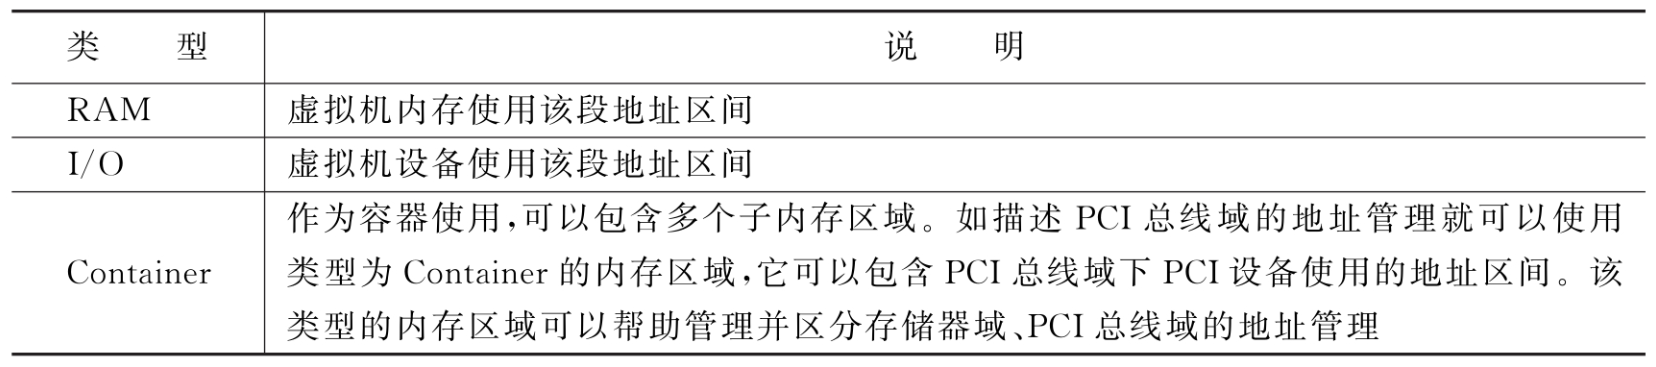 类 型 说 明
RAM 虚拟机内存使用该段地址区间
I/O 虚拟机设备使用该段地址区间
作为容器使用,可以包含多个子内存区域。如描述 PCI 总线域的地址管理就可以使用
Container 类型为 Container 的内存区域,它可以包含 PCI 总线域下 PCI 设备使用的地址区间。该
类型的内存区域可以帮助管理并区分存储器域、PCI 总线域的地址管理